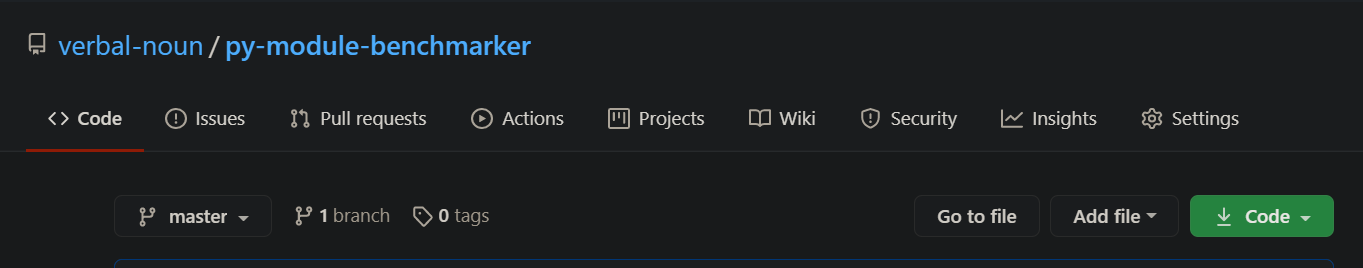 verbal-noun / py-module-benchmarker
Code Issues Pull requests Actions Projects Wiki Security Insights Settings
master 1 branch 0 tags Go to file Add file Code